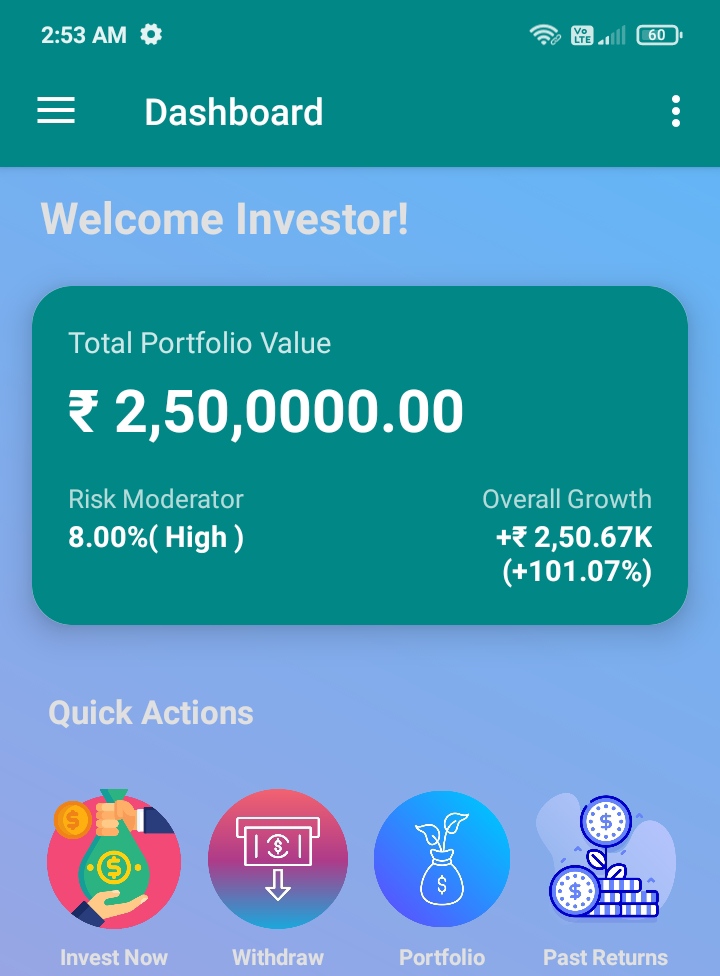 2:53 AM
Vo LTE
60
Dashboard
Welcome Investor!
Total Portfolio Value
₹ 2,50,0000.00
Risk Moderator
Overall Growth
8.00%( High )
+₹ 2,50.67K
(+101.07%)
Quick Actions
Invest Now
Withdraw
Portfolio
Past Returns